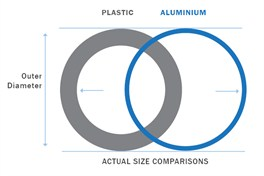 PLASTIC ALUMINIUM
Outer
Diameter
ACTUAL SIZE COMPARISONS